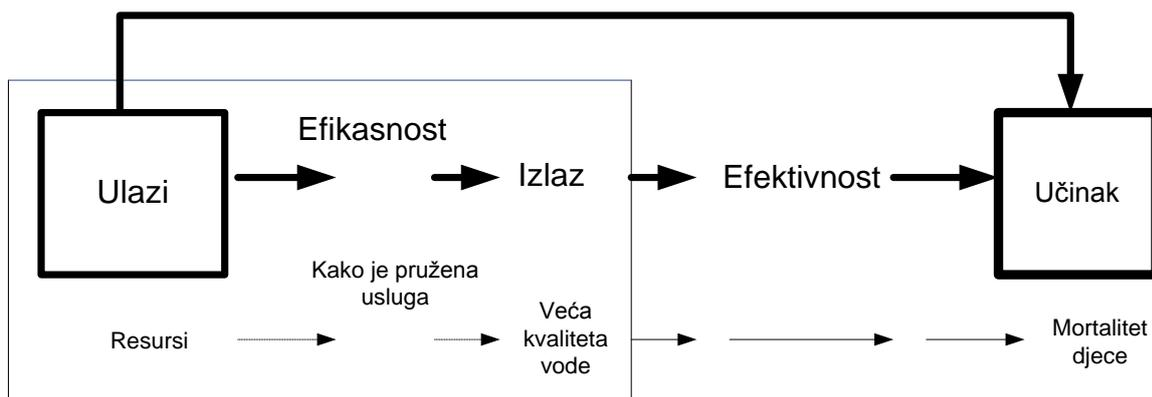 Efikasnost
Ulazi
Izlaz
Efektivnost
Učinak
Kako je pružena
usluga
Resursi
Veća
kvaliteta
vode
Mortalitet
djece